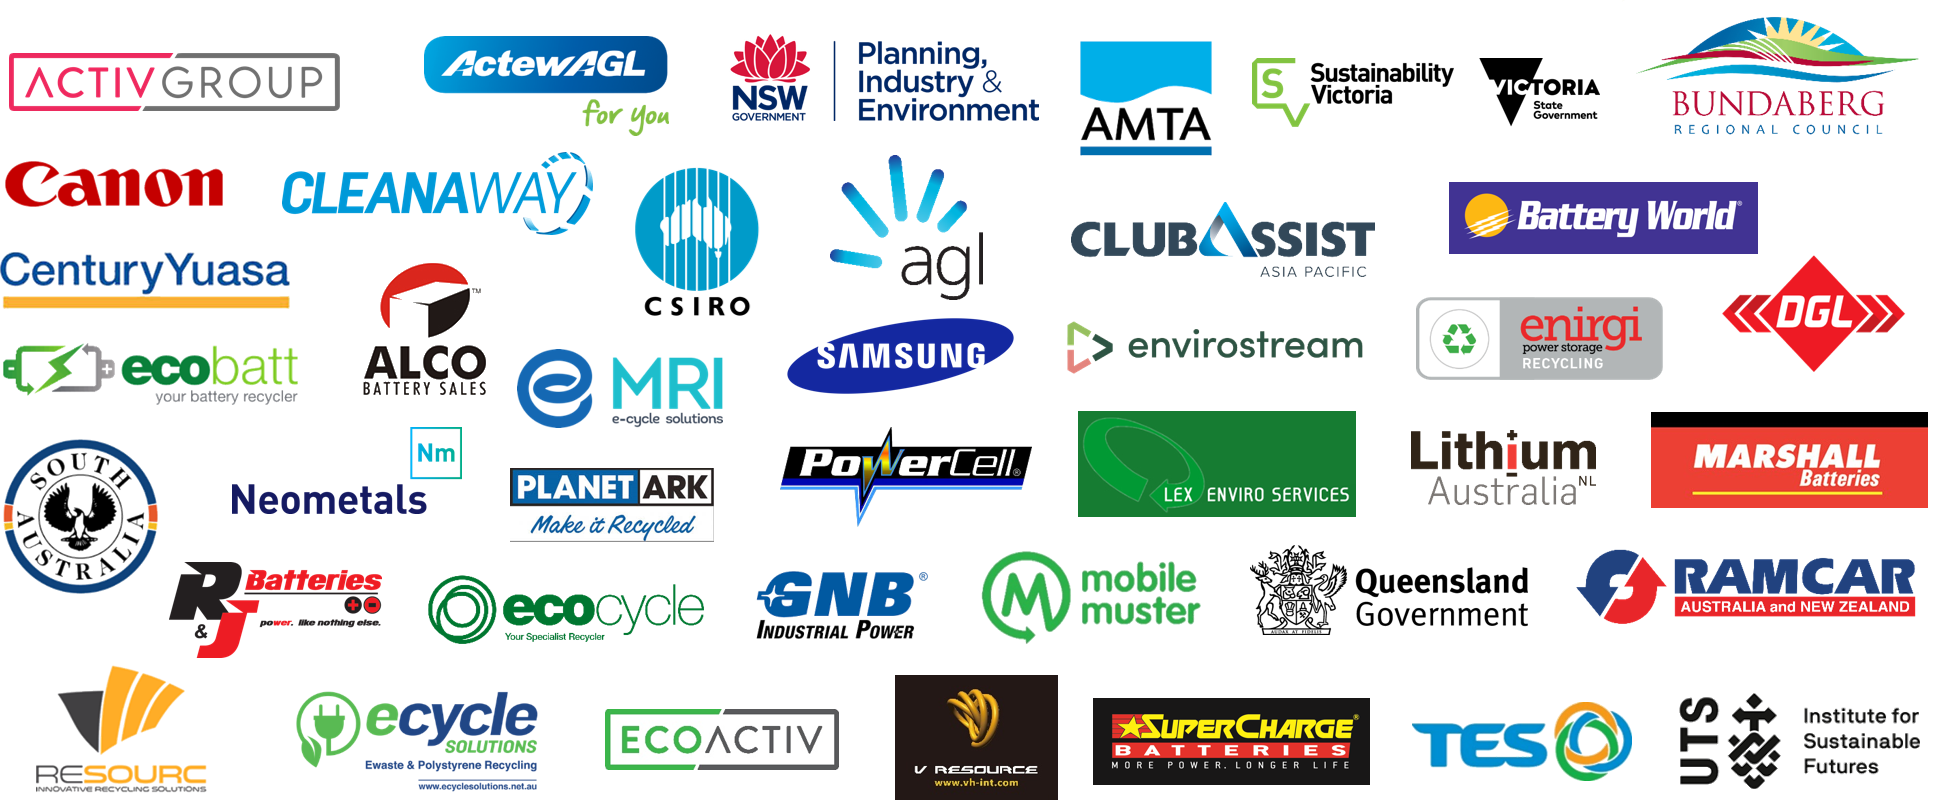 ACTIVGROUP
ActewAGL
for you
NSW
GOVERNMENT
Planning,
Industry &
Environment
AMTA
S
Sustainability
Victoria
VICTORIA
State
Government
BUNDABERG
REGIONAL COUNCIL
Canon
CLEANAWAY
CSIRO
agl
CLUBASSIST
ASIA PACIFIC
Battery World®
CenturyYuasa
ALCO
BATTERY SALES
™
SAMSUNG
envirostream
enirgi
power storage
RECYCLING
DGL
ecobatt
your battery recycler
e MRI
e-cycle solutions
SOUTH
AUSTRALIA
Nm
Neometals
PLANET ARK
Make it Recycled
PowerCell®
LEX ENVIRO SERVICES
Lithium
Australia NL
MARSHALL
Batteries
R&J
Batteries
power. like nothing else.
ecocycle
Your Specialist Recycler
GNB®
INDUSTRIAL POWER
M
mobile
muster
AUDAX AT FIDELIS
Queensland
Government
RAMCAR
AUSTRALIA and NEW ZEALAND
RESOURC
INNOVATIVE RECYCLING SOLUTIONS
ecycle
SOLUTIONS
Ewaste & Polystyrene Recycling
www.ecyclesolutions.net.au
ECOACTIV
V RESOURCE
www.vh-int.com
SUPERCHARGE®
BATTERIES
MORE POWER. LONGER LIFE
TES
UTS
Institute for
Sustainable
Futures